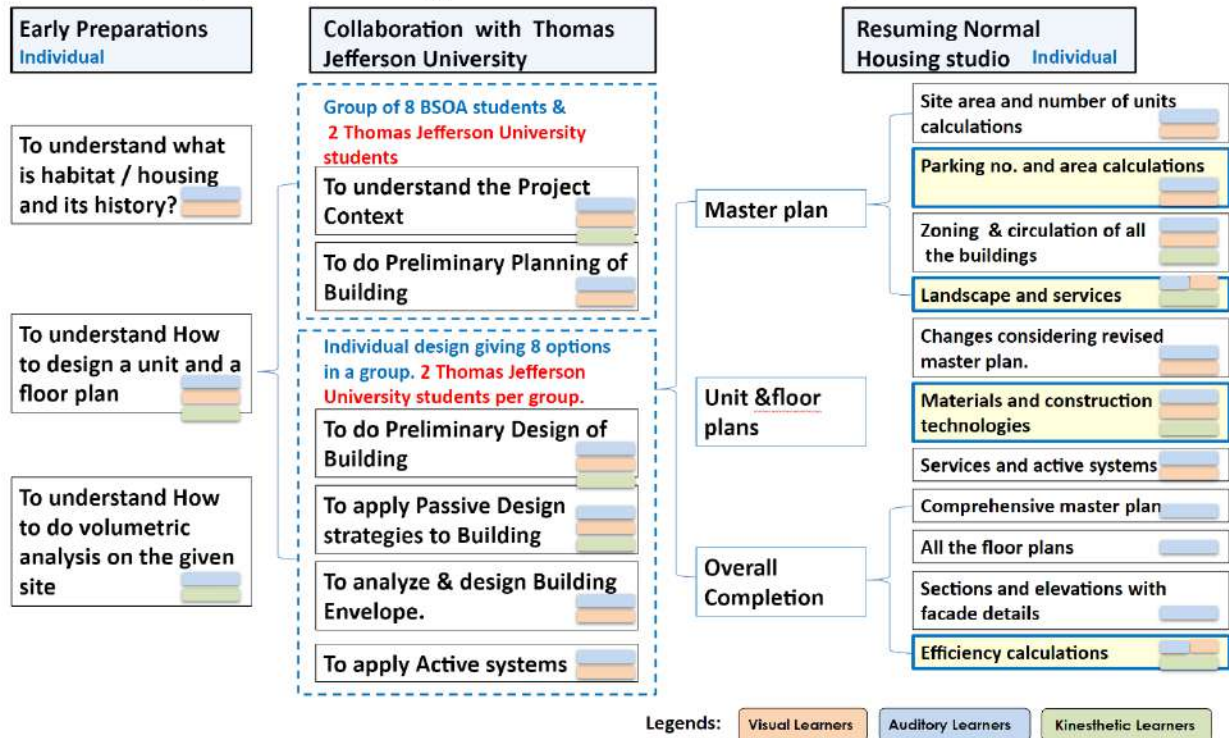 Early Preparations
Individual
To understand what
is habitat / housing
and its history?
To understand How
to design a unit and a
floor plan
To understand How
to do volumetric
analysis on the given
site
Collaboration with Thomas
Jefferson University
Group of 8 BSOA students &
2 Thomas Jefferson University
students
To understand the Project
Context
To do Preliminary Planning of
Building
Individual design giving 8 options
in a group. 2 Thomas Jefferson
University students per group.
To do Preliminary Design of
Building
To apply Passive Design
strategies to Building
To analyze & design Building
Envelope.
To apply Active systems
Resuming Normal
Housing studio Individual
Master plan
Site area and number of units
calculations
Parking no. and area calculations
Zoning & circulation of all
the buildings
Landscape and services
Unit &floor
plans
Changes considering revised
master plan.
Materials and construction
technologies
Services and active systems
Overall
Completion
Comprehensive master plan
All the floor plans
Sections and elevations with
facade details
Efficiency calculations
Legends: Visual Learners Auditory Learners Kinesthetic Learners